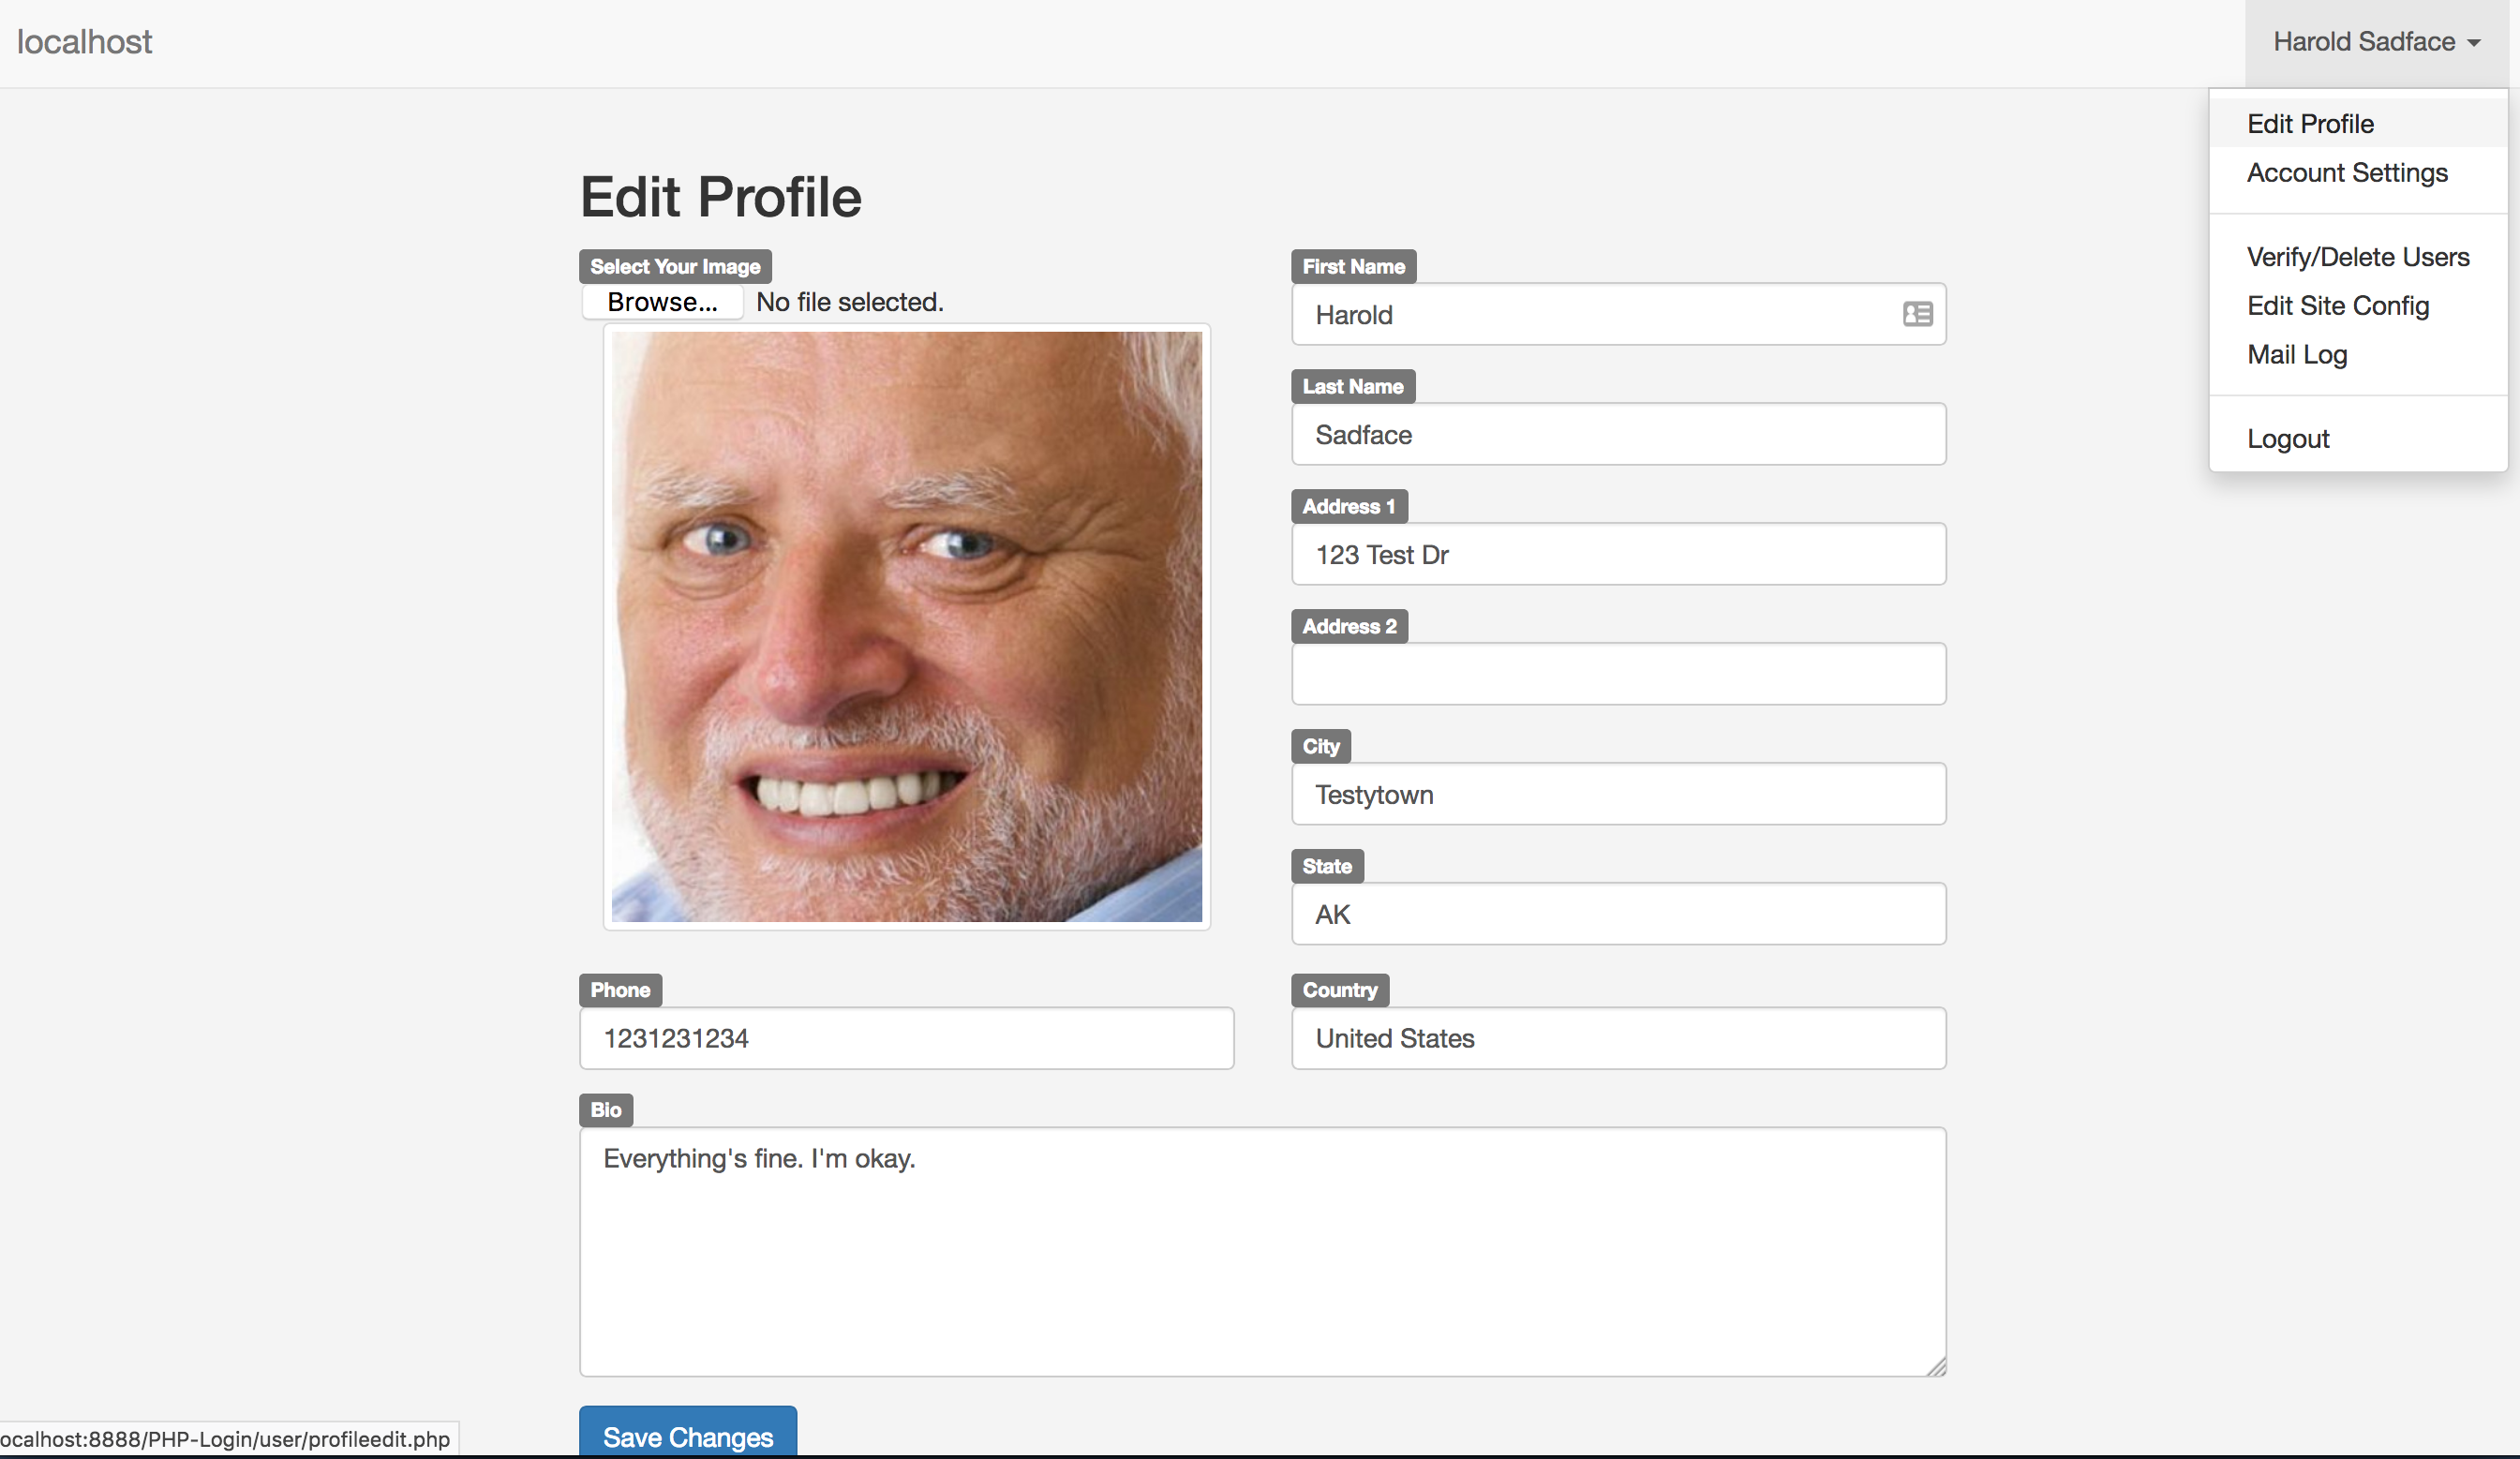 localhost
Harold Sadface
Edit Profile
Account Settings
Verify/Delete Users
Edit Site Config
Mail Log
Logout
Edit Profile
Select Your Image
Browse... No file selected.
First Name
Harold
Last Name
Sadface
Address 1
123 Test Dr
Address 2
City
Testytown
State
AK
Phone
1231231234
Country
United States
Bio
Everything's fine. I'm okay.
Save Changes
ocalhost:8888/PHP-Login/user/profileedit.php